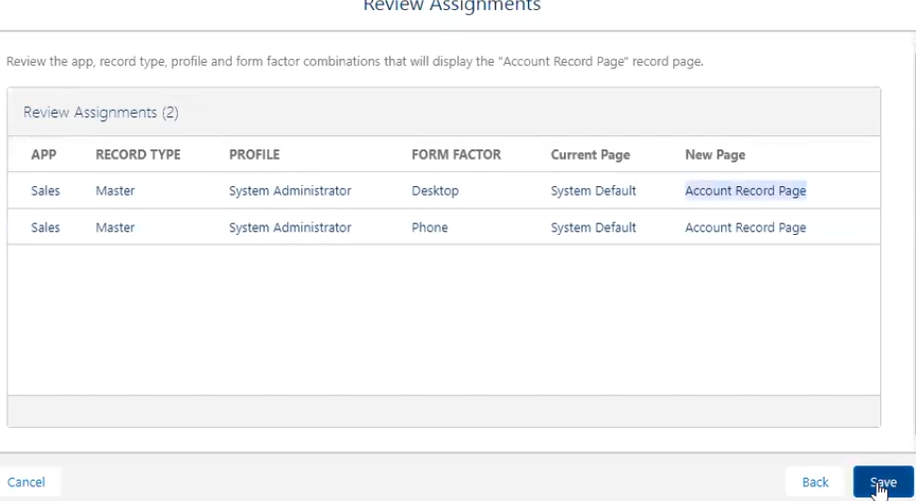 Review Assignments
Review the app, record type, profile and form factor combinations that will display the "Account Record Page" record page.
Review Assignments (2)
APP RECORD TYPE PROFILE FORM FACTOR Current Page New Page
Sales Master System Administrator Desktop System Default Account Record Page
Sales Master System Administrator Phone System Default Account Record Page
Cancel Back Save